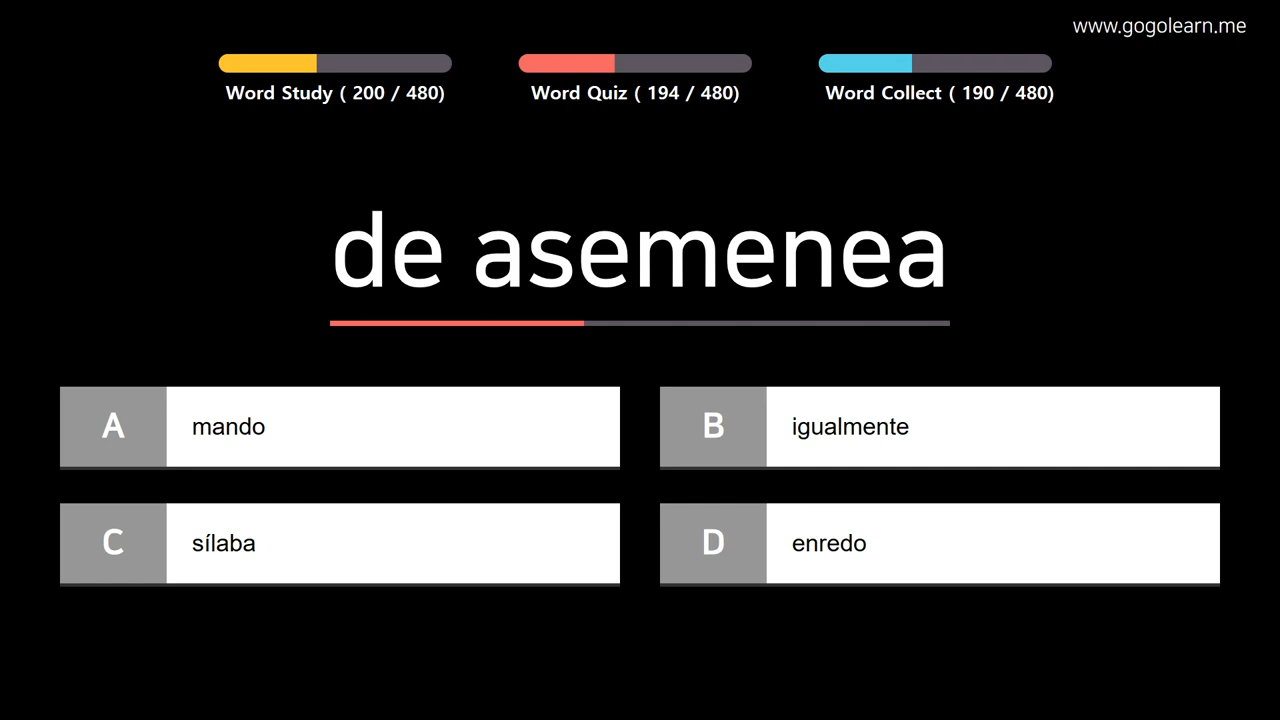 www.gogolearn.me
Word Study ( 200 / 480)
Word Quiz ( 194 / 480)
Word Collect ( 190 / 480)
de asemenea
A mando
B igualmente
C sílaba
D enredo